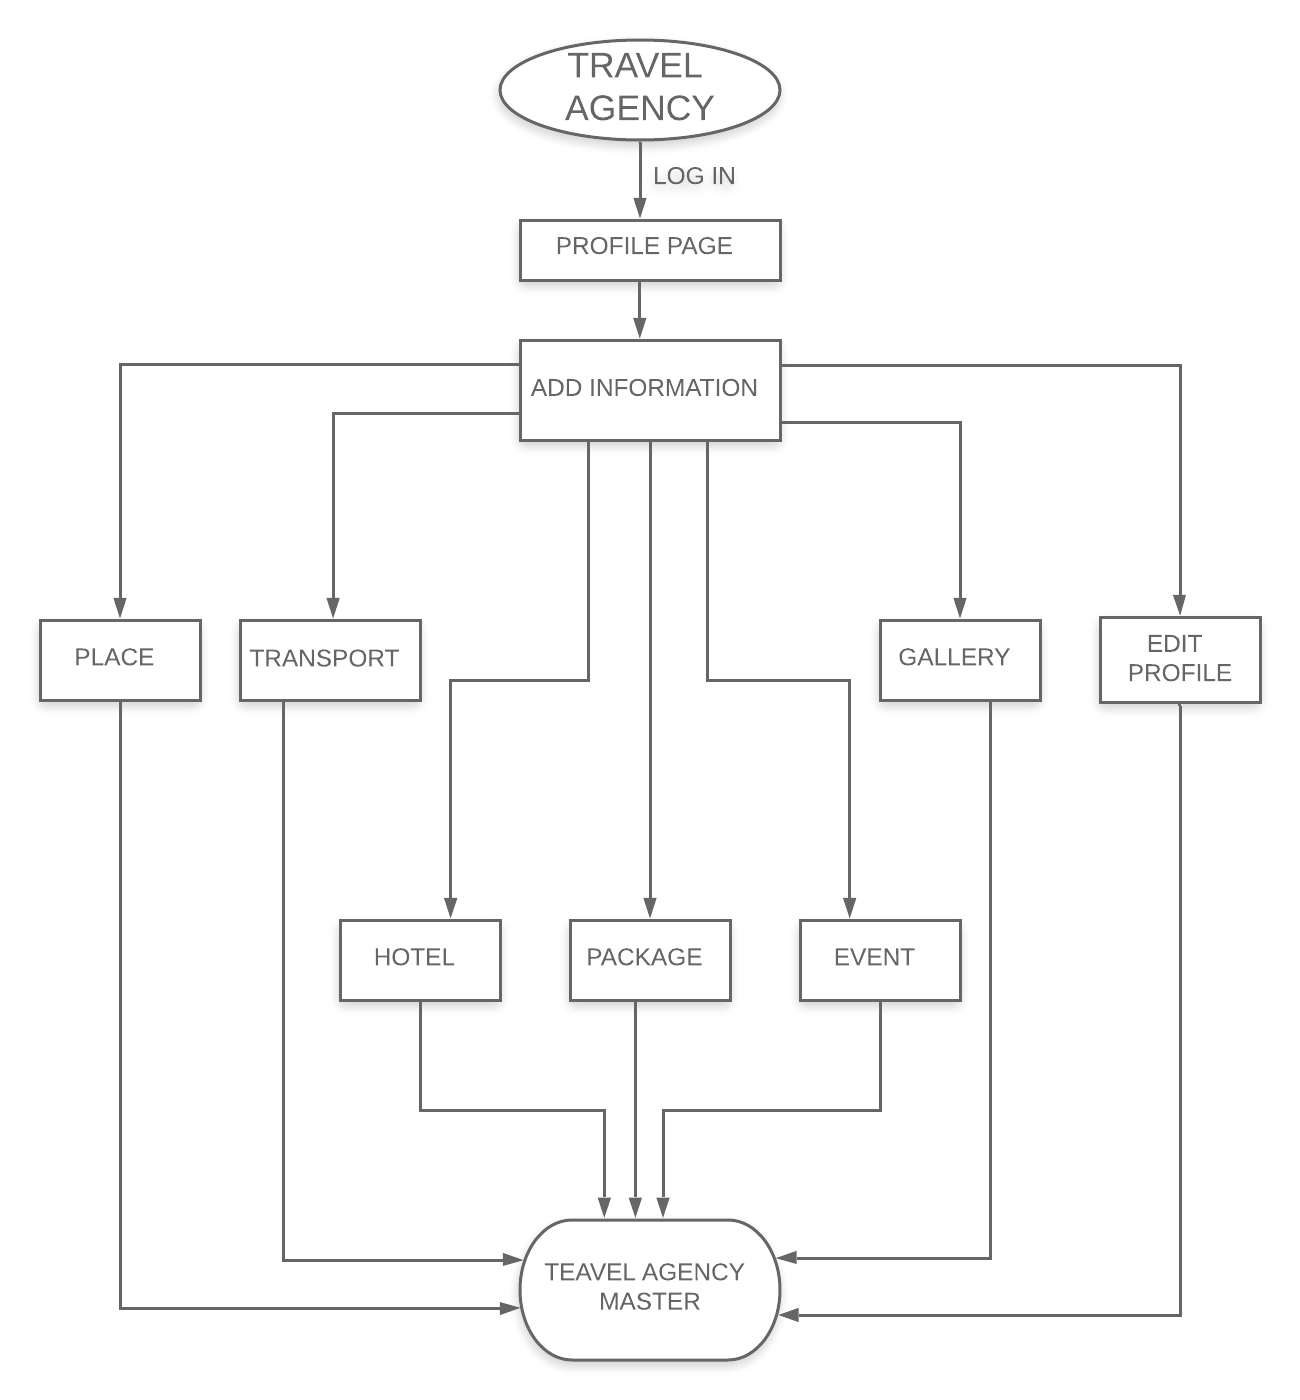 TRAVEL
AGENCY
LOG IN
PROFILE PAGE
ADD INFORMATION
PLACE
TRANSPORT
GALLERY
EDIT
PROFILE
HOTEL
PACKAGE
EVENT
TEAVEL AGENCY
MASTER